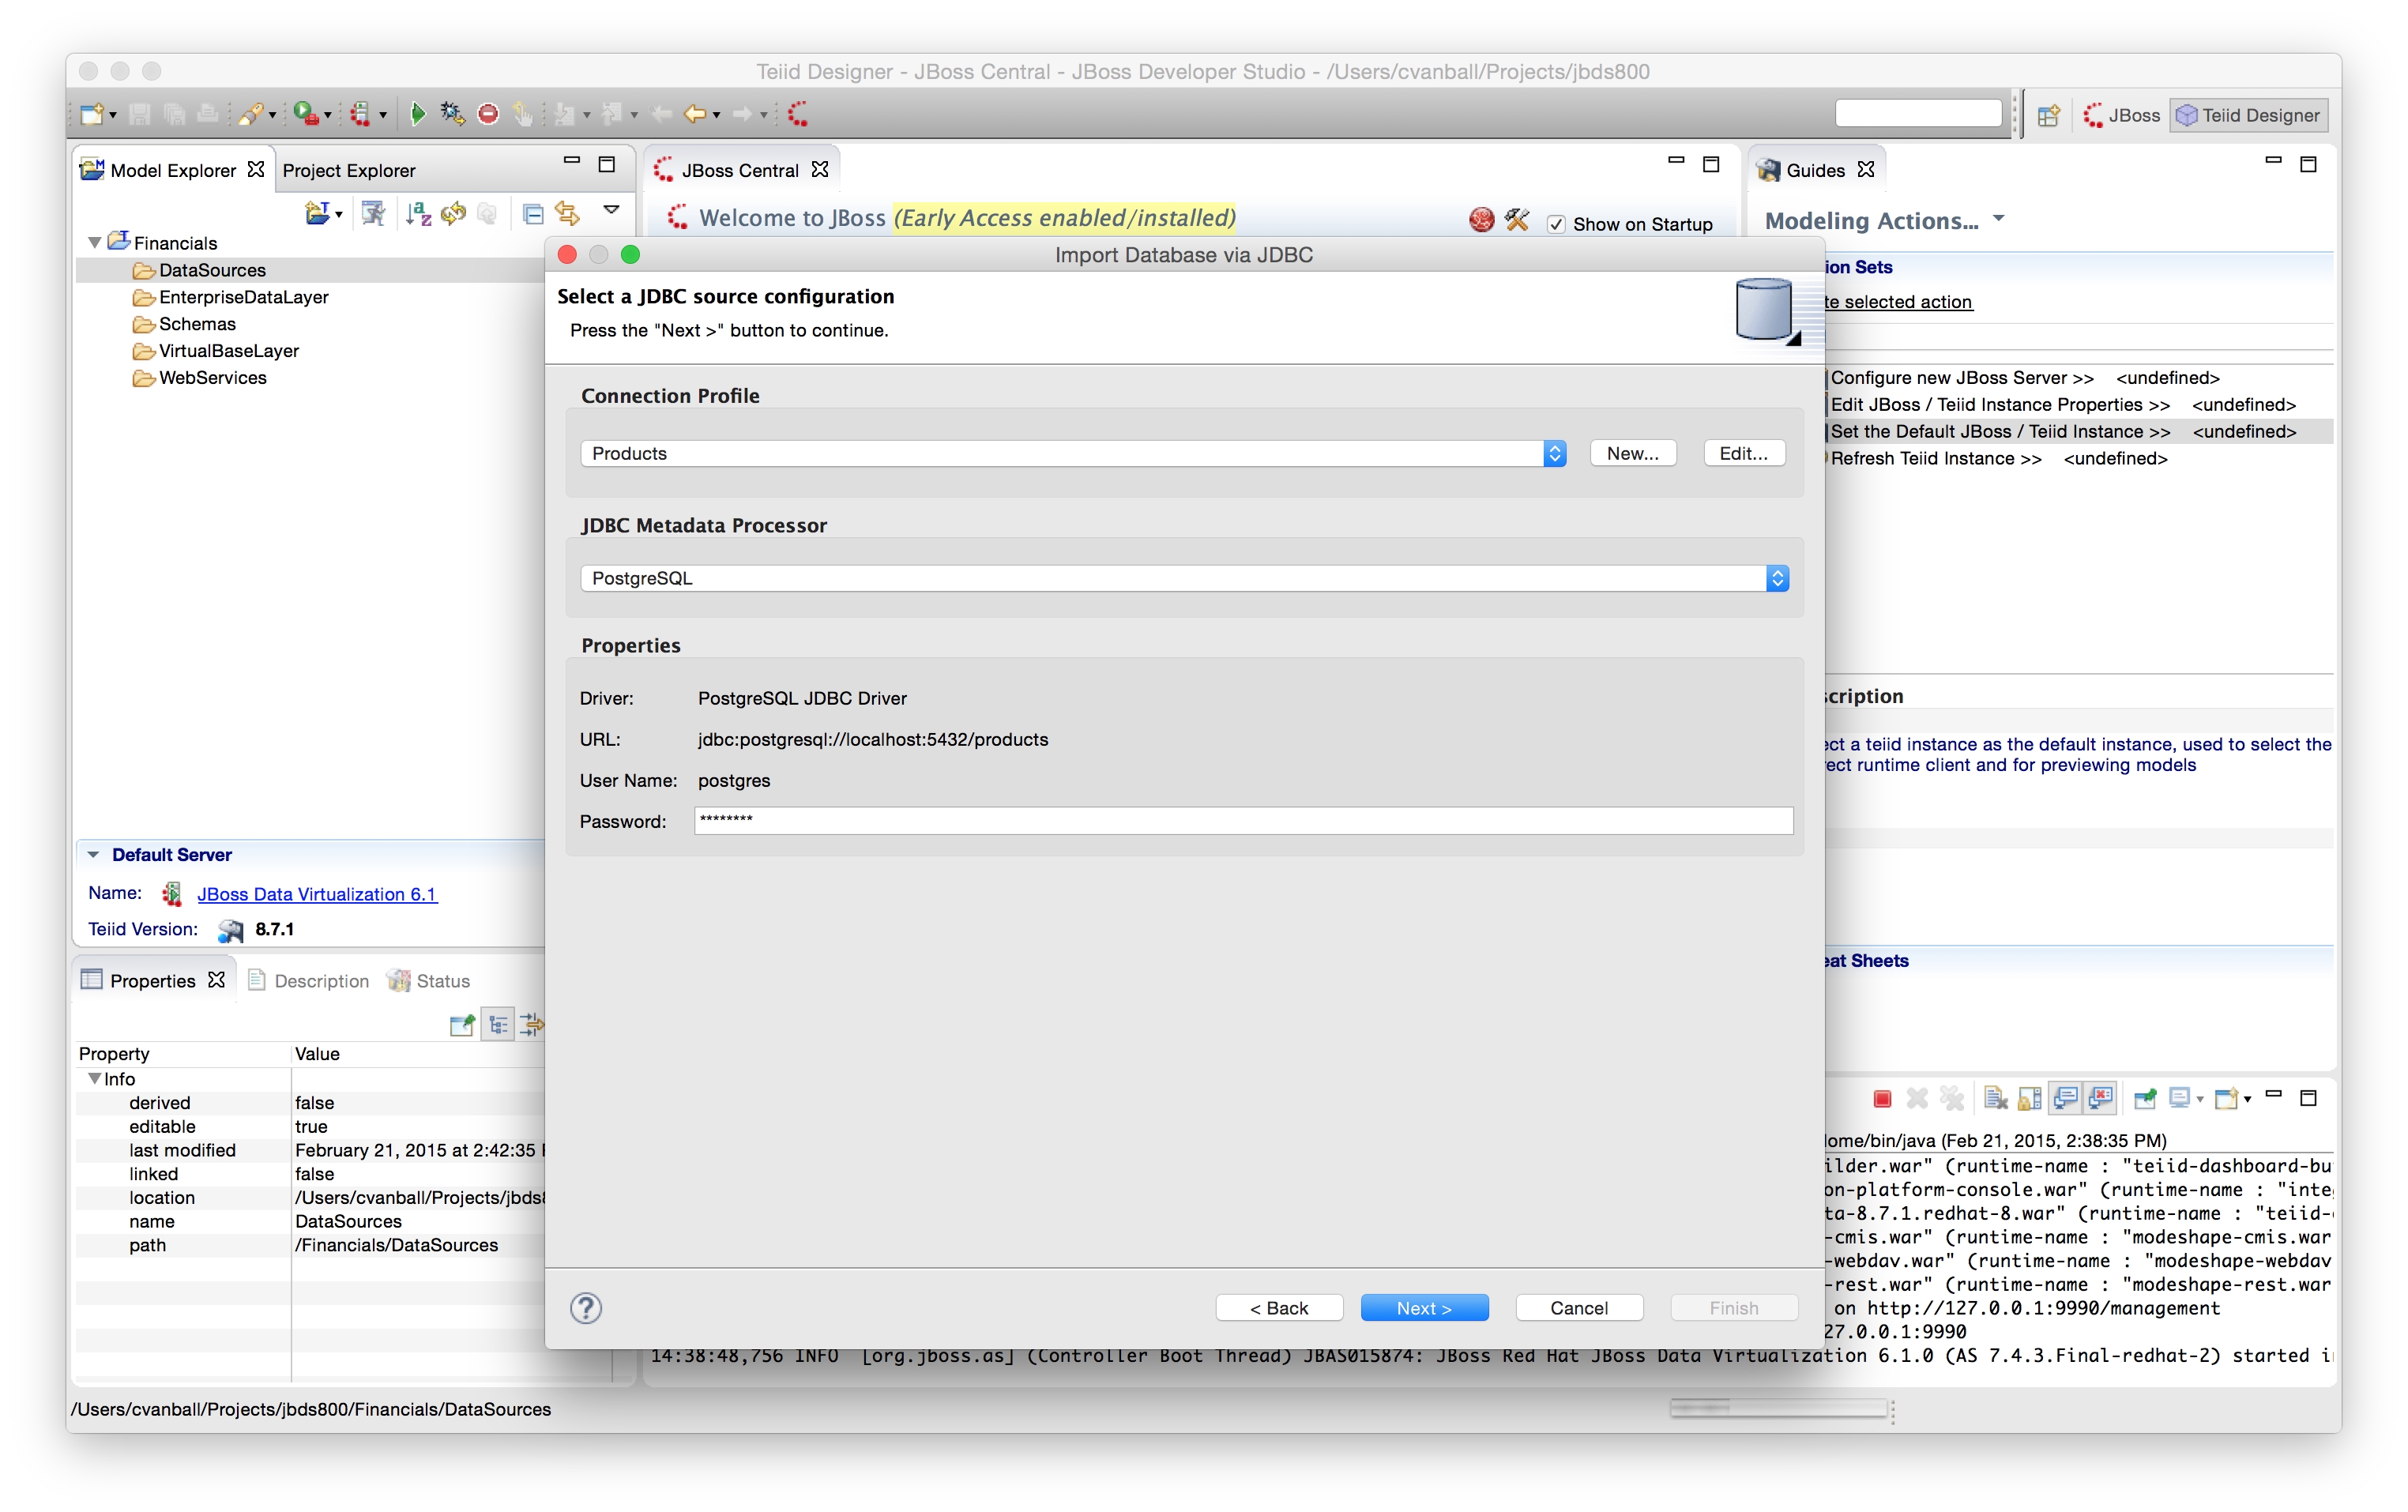 Teiid Designer - JBoss Central - JBoss Developer Studio - /Users/cvanball/Projects/jbds800
JBoss
Teiid Designer
Model Explorer
Project Explorer
Financials
DataSources
EnterpriseDataLayer
Schemas
VirtualBaseLayer
WebServices
Default Server
Name: JBoss Data Virtualization 6.1
Teiid Version: 8.7.1
JBoss Central
Welcome to JBoss (Early Access enabled/installed)
Show on Startup
Guides
Modeling Actions...
ion Sets
te selected action
Configure new JBoss Server >> <undefined>
Edit JBoss / Teiid Instance Properties >> <undefined>
Set the Default JBoss / Teiid Instance >> <undefined>
Refresh Teiid Instance >> <undefined>
scription
ect a teiid instance as the default instance, used to select the
rect runtime client and for previewing models
eat Sheets
Import Database via JDBC
Select a JDBC source configuration
Press the "Next >" button to continue.
Connection Profile
Products
New...
Edit...
JDBC Metadata Processor
PostgreSQL
Properties
Driver: PostgreSQL JDBC Driver
URL: jdbc:postgresql://localhost:5432/products
User Name: postgres
Password: ********
?
< Back
Next >
Cancel
Finish
Properties
Description
Status
Property Value
Info
derived false
editable true
last modified February 21, 2015 at 2:42:35
linked false
location /Users/cvanball/Projects/jbds8
name DataSources
path /Financials/DataSources
lome/bin/java (Feb 21, 2015, 2:38:35 PM)
ilder.war" (runtime-name : "teiid-dashboard-bu
on-platform-console.war" (runtime-name : "inte
ta-8.7.1.redhat-8.war" (runtime-name : "teiid-
-cmis.war" (runtime-name : "modeshape-cmis.war
-webdav.war" (runtime-name : "modeshape-webdav
-rest.war" (runtime-name : "modeshape-rest.war
on http://127.0.0.1:9990/management
27.0.0.1:9990
14:38:48,756 INFO [org.jboss.as] (Controller Boot Thread) JBAS015874: JBoss Red Hat JBoss Data Virtualization 6.1.0 (AS 7.4.3.Final-redhat-2) started i
/Users/cvanball/Projects/jbds800/Financials/DataSources